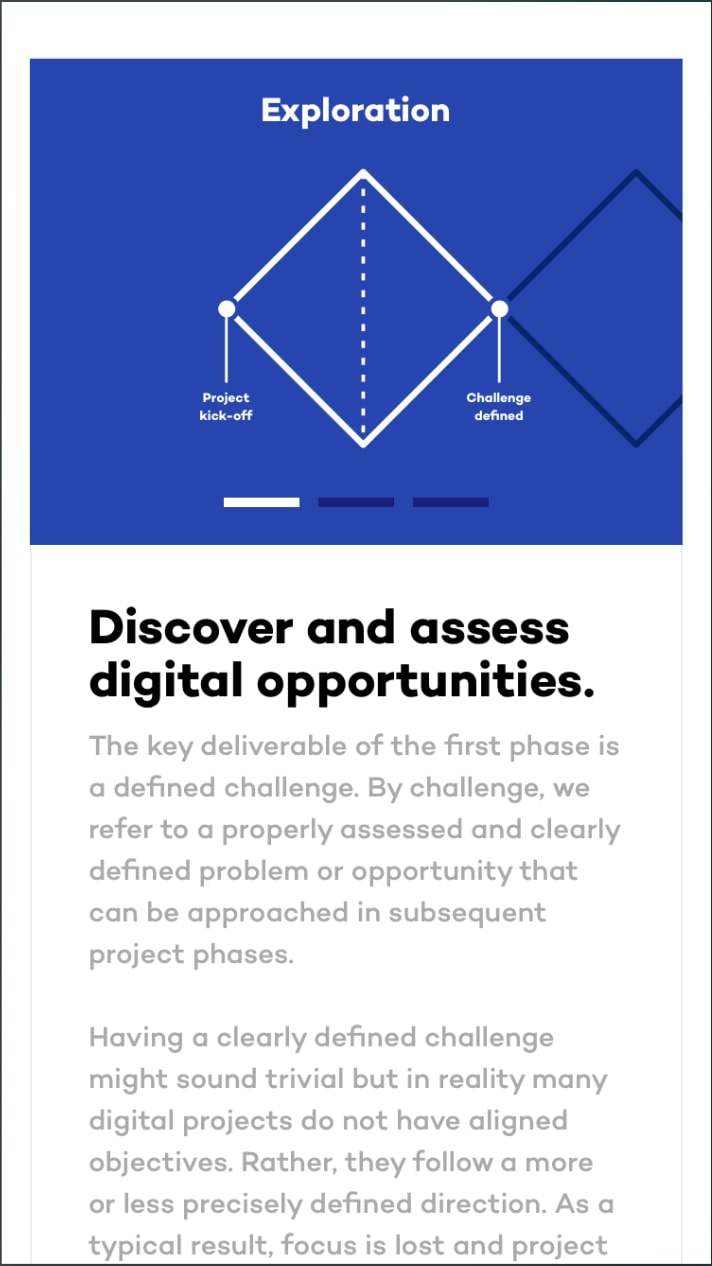 Exploration
Project
kick-off
Challenge
defined
Discover and assess
digital opportunities.
The key deliverable of the first phase is
a defined challenge. By challenge, we
refer to a properly assessed and clearly
defined problem or opportunity that
can be approached in subsequent
project phases.
Having a clearly defined challenge
might sound trivial but in reality many
digital projects do not have aligned
objectives. Rather, they follow a more
or less precisely defined direction. As a
typical result, focus is lost and project